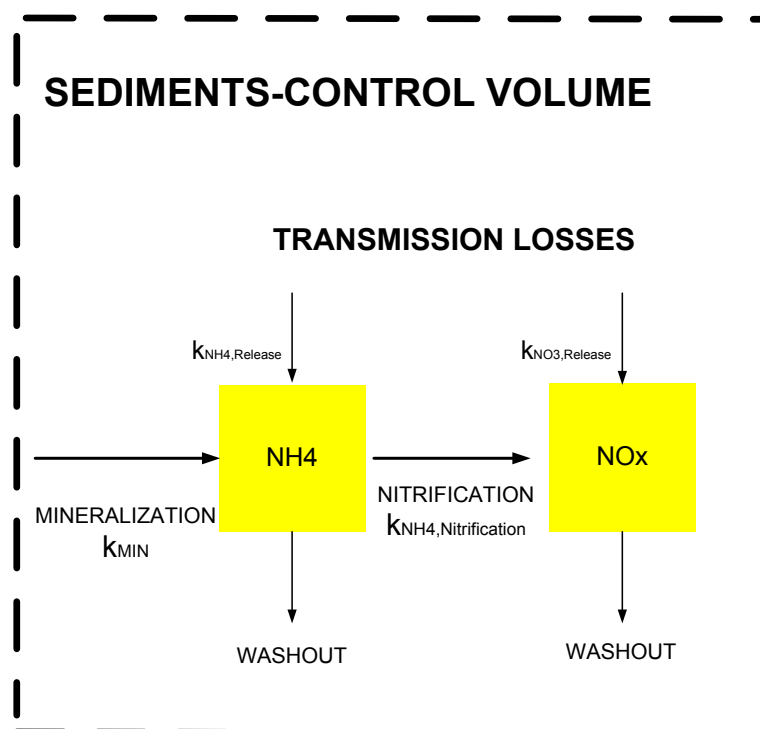 SEDIMENTS-CONTROL VOLUME
TRANSMISSION LOSSES
kNH4,Release
kNO3,Release
NH4
NOx
MINERALIZATION
kMIN
NITRIFICATION
kNH4,Nitrification
WASHOUT
WASHOUT